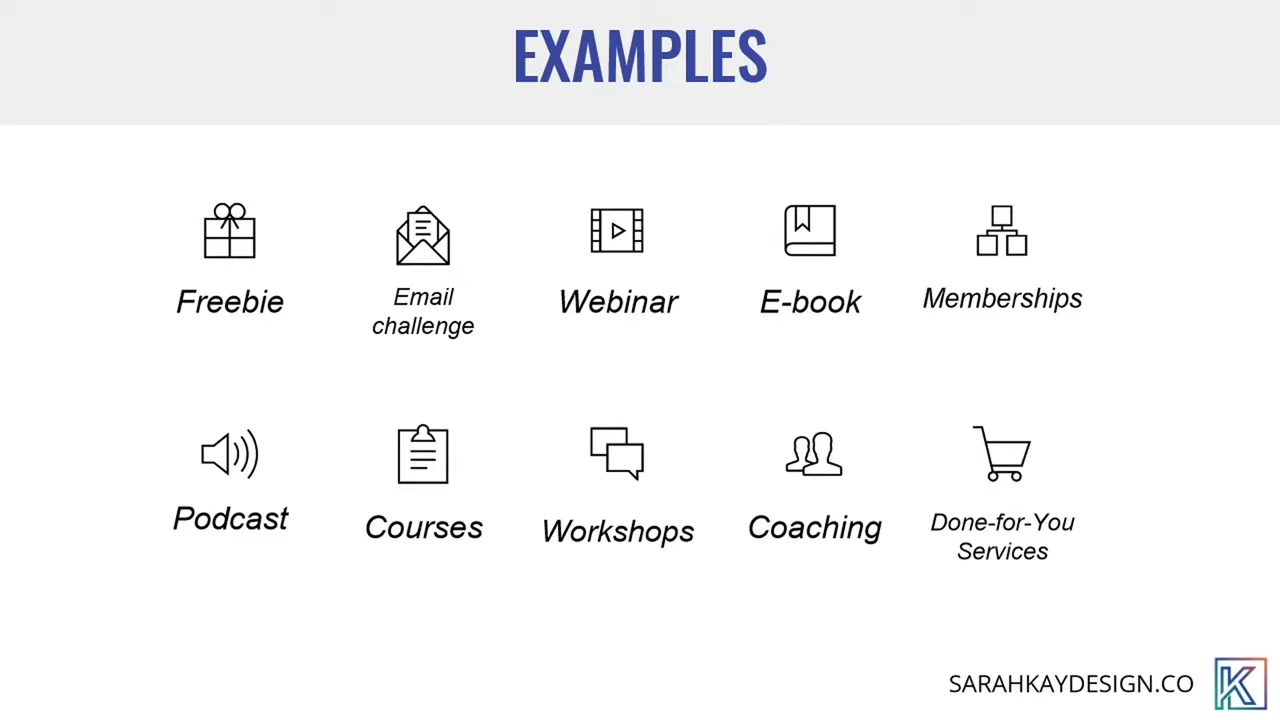 EXAMPLES
Freebie
Email
challenge
Webinar
E-book
Memberships
Podcast
Courses
Workshops
Coaching
Done-for-You
Services
SARAHKAYDESIGN.CO
K